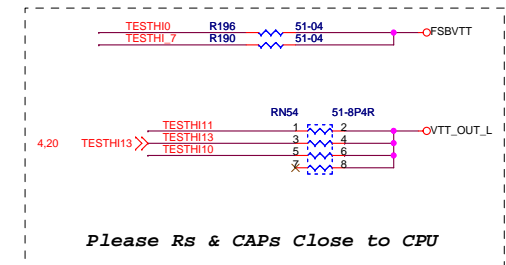 TESTHI0 R196 51-04 FSBVTT
TESTHI_7 R190 51-04
RN54 51-8P4R
TESTHI11 1 2 VTT_OUT_L
4,20 TESTHI13 TESTHI13 3 4
TESTHI10 5 6
7 8
Please Rs & CAPs Close to CPU